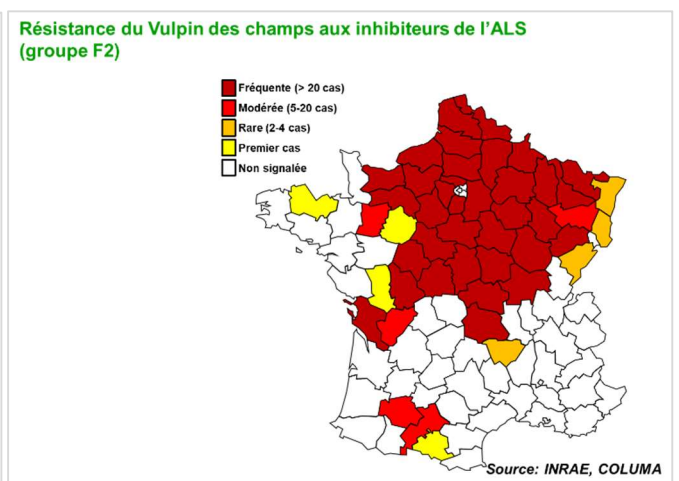 Résistance du Vulpin des champs aux inhibiteurs de l'ALS
(groupe F2)
Fréquente (> 20 cas)
Modérée (5-20 cas)
Rare (2-4 cas)
Premier cas
Non signalée
Source: INRAE, COLUMA